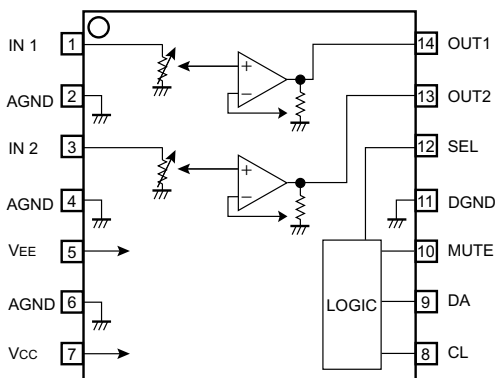 IN 1 1 14 OUT1
AGND 2 + − 13 OUT2
IN 2 3 12 SEL
AGND 4 + − 11 DGND
VEE 5 10 MUTE
AGND 6 LOGIC 9 DA
VCC 7 8 CL